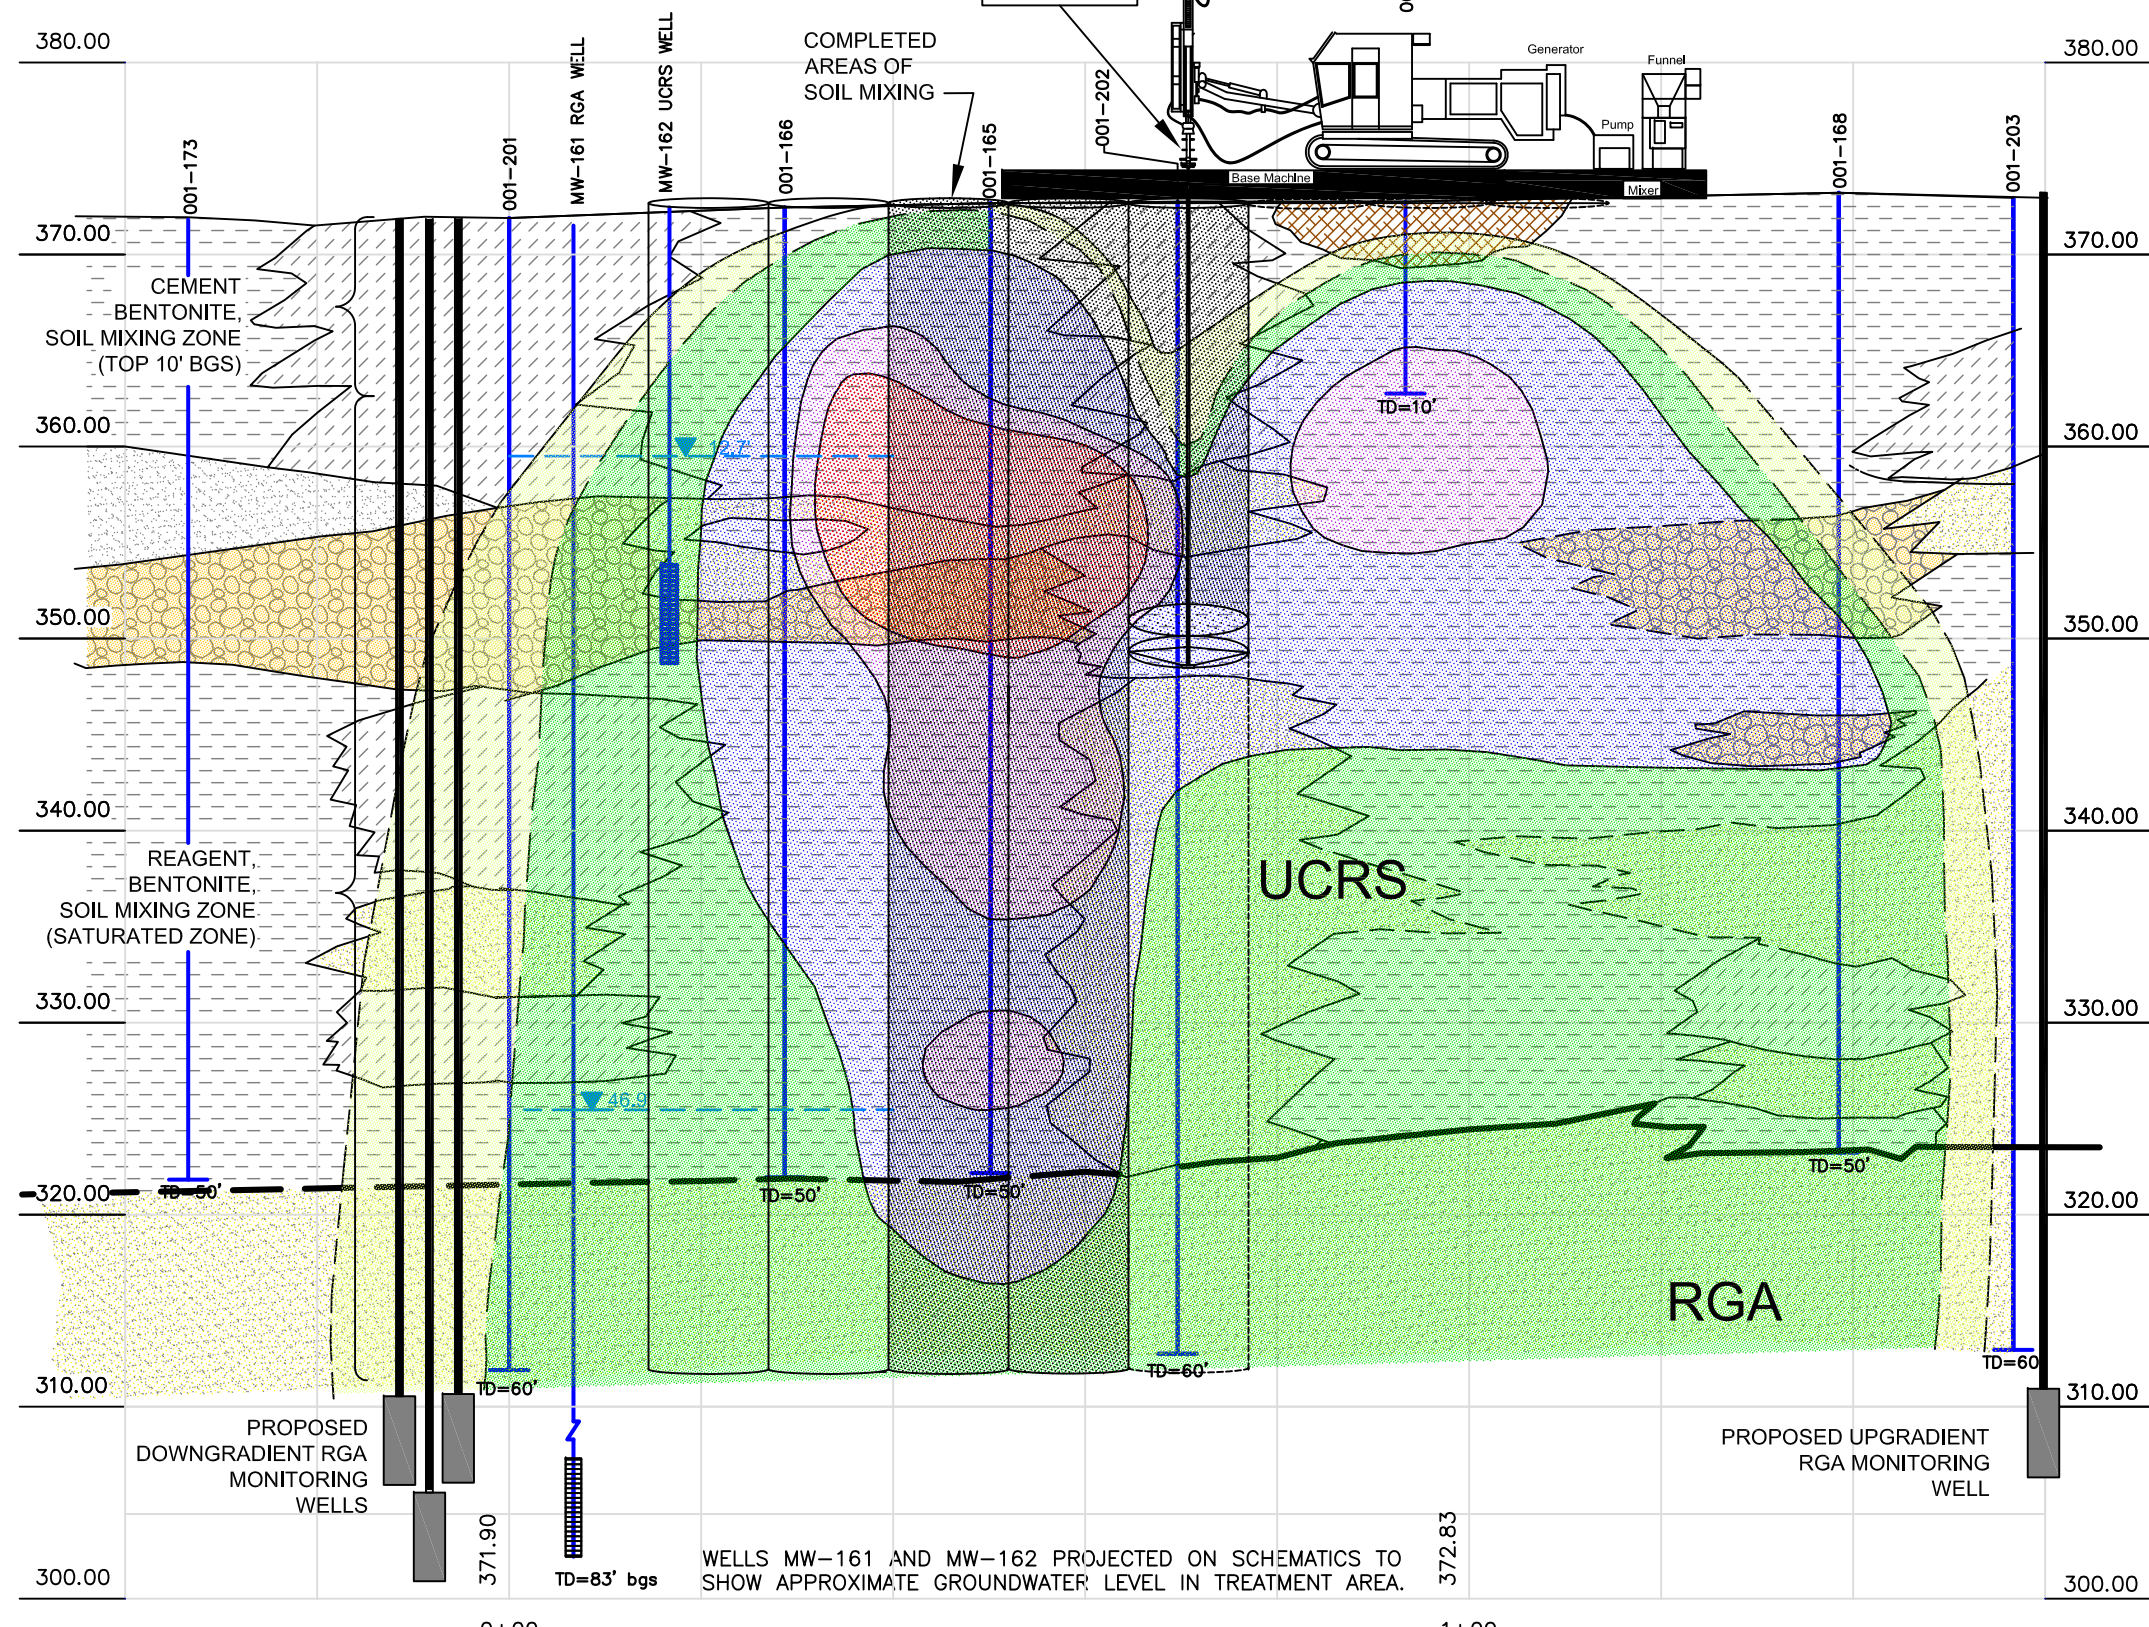 380.00
370.00
360.00
350.00
340.00
330.00
320.00
310.00
300.00
001-173
001-201
MW-161 RGA WELL
MW-162 UCRS WELL
001-166
COMPLETED
AREAS OF
SOIL MIXING
001-165
001-202
Base Machine
Generator
Pump
Funnel
Mixer
001-168
001-203
380.00
370.00
360.00
350.00
340.00
330.00
320.00
310.00
300.00
CEMENT
BENTONITE,
SOIL MIXING ZONE
(TOP 10' BGS)
REAGENT,
BENTONITE,
SOIL MIXING ZONE
(SATURATED ZONE)
12.7'
46.9
TD=10'
UCRS
RGA
TD=50'
TD=50'
TD=50'
TD=50'
TD=60'
TD=60'
TD=60
PROPOSED
DOWNGRADIENT RGA
MONITORING
WELLS
PROPOSED UPGRADIENT
RGA MONITORING
WELL
371.90
TD=83' bgs
WELLS MW-161 AND MW-162 PROJECTED ON SCHEMATICS TO
SHOW APPROXIMATE GROUNDWATER LEVEL IN TREATMENT AREA.
372.83